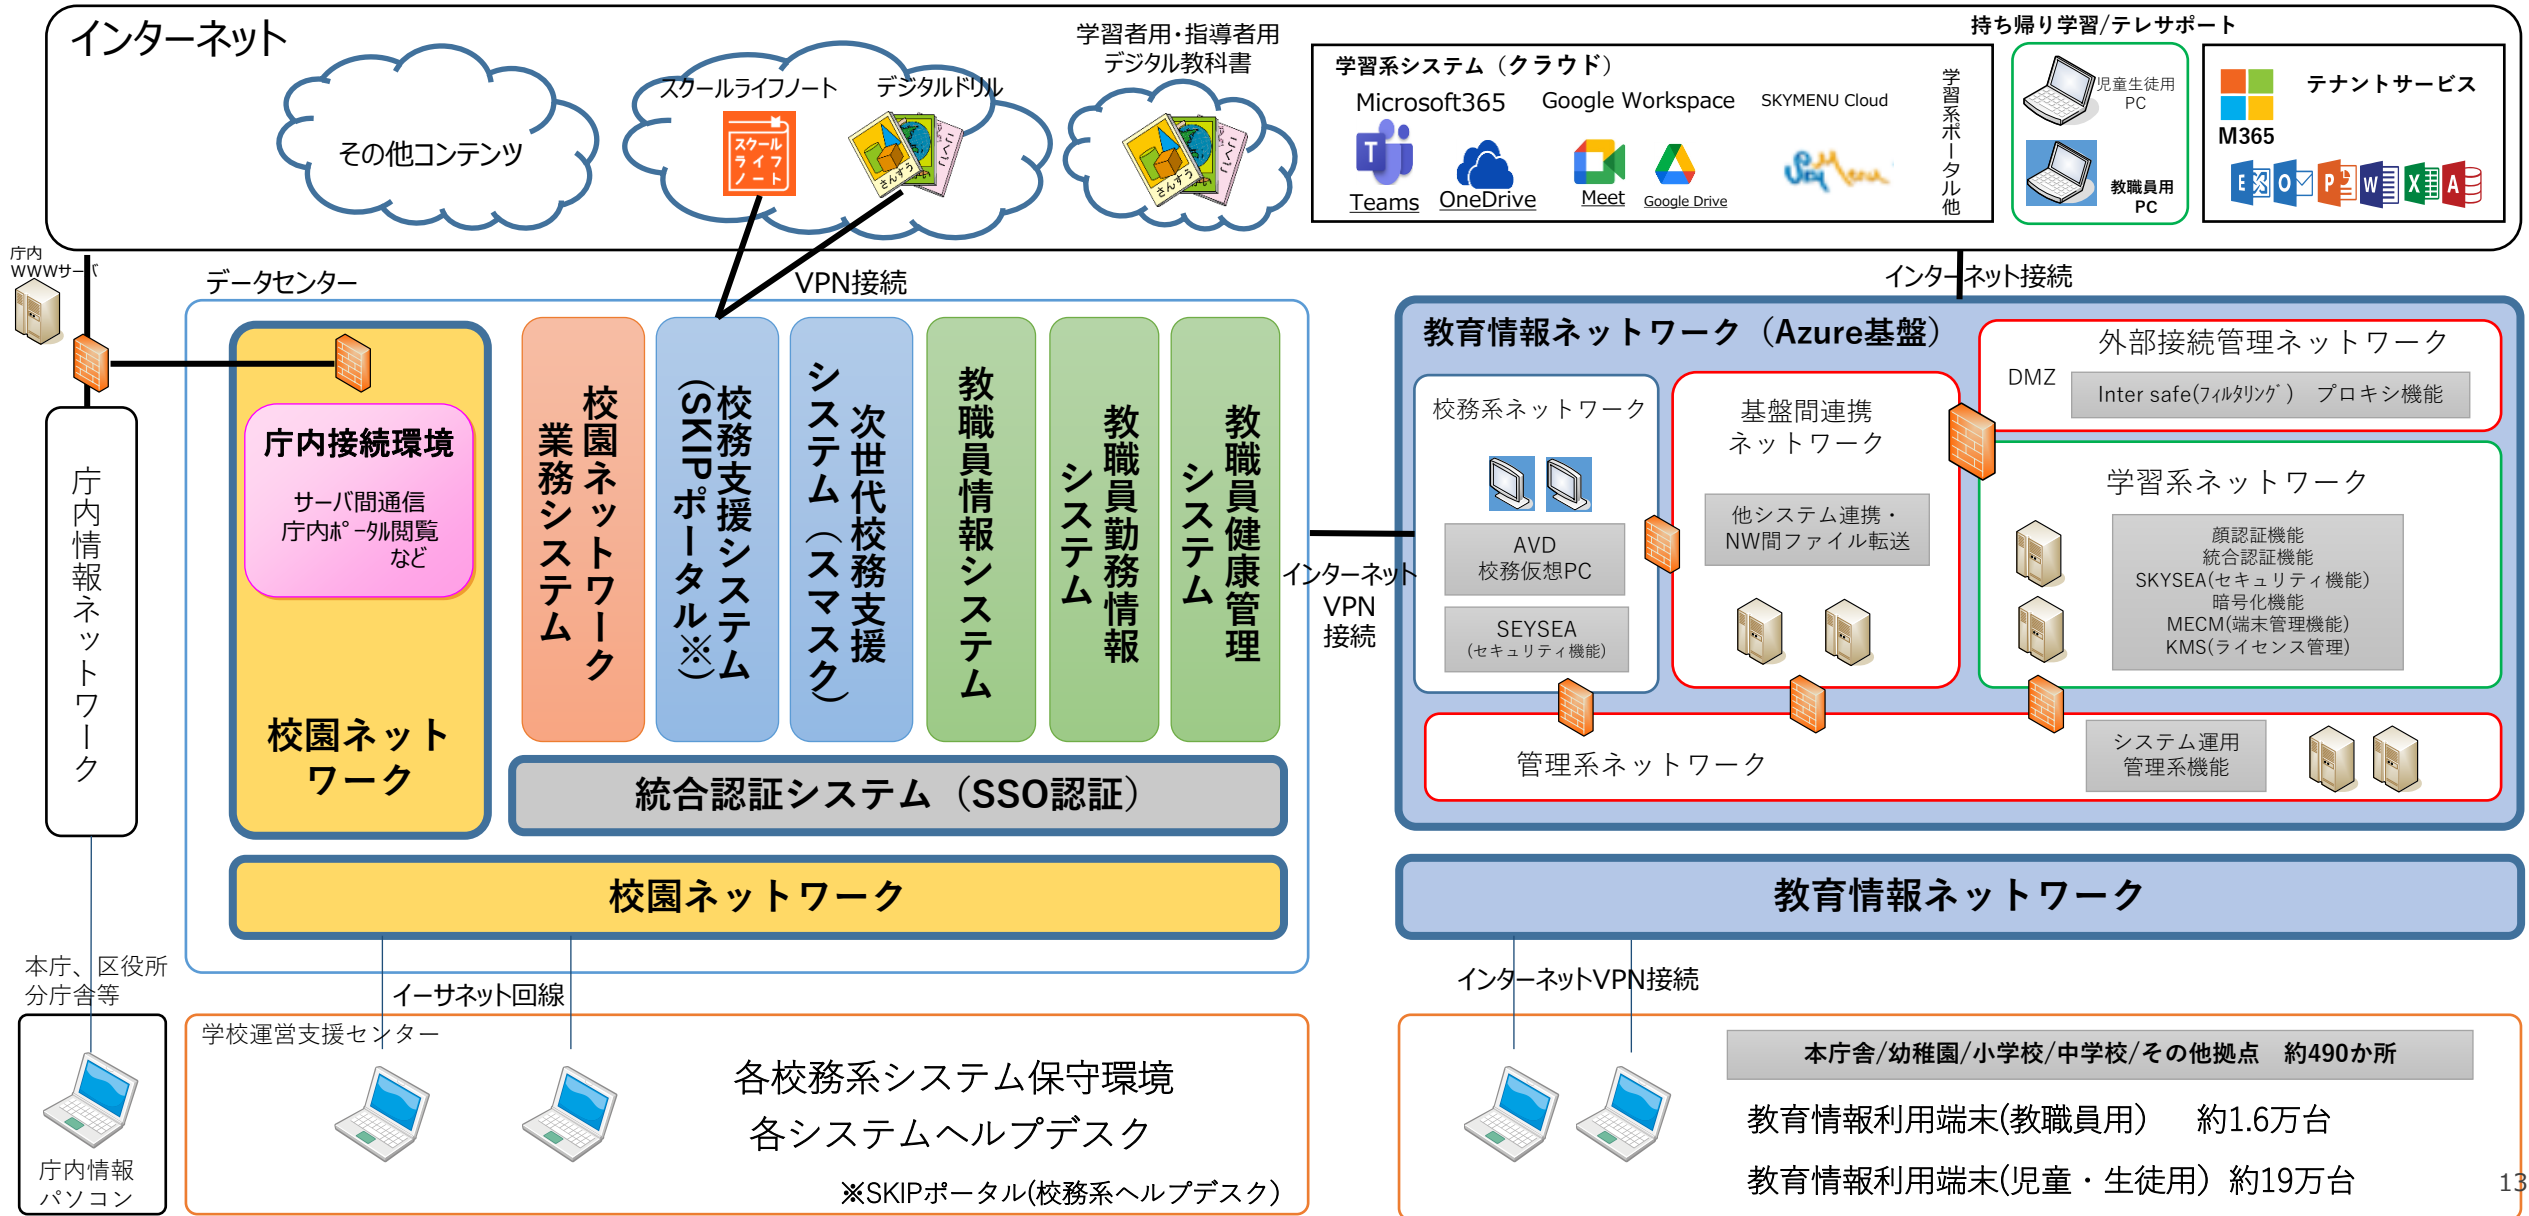 インターネット
その他コンテンツ
スクールライフノート
スクール
ライフ
ノート
デジタルドリル
さんすう
こくご
学習者用・指導者用
デジタル教科書
さんすう
こくご
学習系システム（クラウド）
Microsoft365
Google Workspace
SKYMENU Cloud
Teams
OneDrive
Meet
Google Drive
SkyMenu
学習系ポータル他
持ち帰り学習/テレサポート
児童生徒用
PC
教職員用
PC
テナントサービス
M365
庁内
WWWサーバ
データセンター
VPN接続
インターネット接続
庁内情報ネットワーク
庁内接続環境
サーバ間通信
庁内ﾎﾟｰﾀﾙ閲覧
など
校園ネット
ワーク
校園ネットワーク
業務システム
校務支援システム
(SKIPポータル※)
次世代校務支援
システム（スマスク）
教職員情報システム
教職員勤務情報
システム
教職員健康管理
システム
統合認証システム（SSO認証）
校園ネットワーク
インターネット
VPN
接続
教育情報ネットワーク（Azure基盤）
校務系ネットワーク
AVD
校務仮想PC
SEYSEA
(セキュリティ機能)
基盤間連携
ネットワーク
他システム連携・
NW間ファイル転送
外部接続管理ネットワーク
DMZ
Inter safe(ﾌｨﾙﾀﾘﾝｸﾞ)　プロキシ機能
学習系ネットワーク
顔認証機能
統合認証機能
SKYSEA(セキュリティ機能)
暗号化機能
MECM(端末管理機能)
KMS(ライセンス管理)
管理系ネットワーク
システム運用
管理系機能
教育情報ネットワーク
本庁、区役所
分庁舎等
庁内情報
パソコン
イーサネット回線
学校運営支援センター
各校務系システム保守環境
各システムヘルプデスク
※SKIPポータル(校務系ヘルプデスク)
インターネットVPN接続
本庁舎/幼稚園/小学校/中学校/その他拠点　約490か所
教育情報利用端末(教職員用)　約1.6万台
教育情報利用端末(児童・生徒用) 約19万台
13